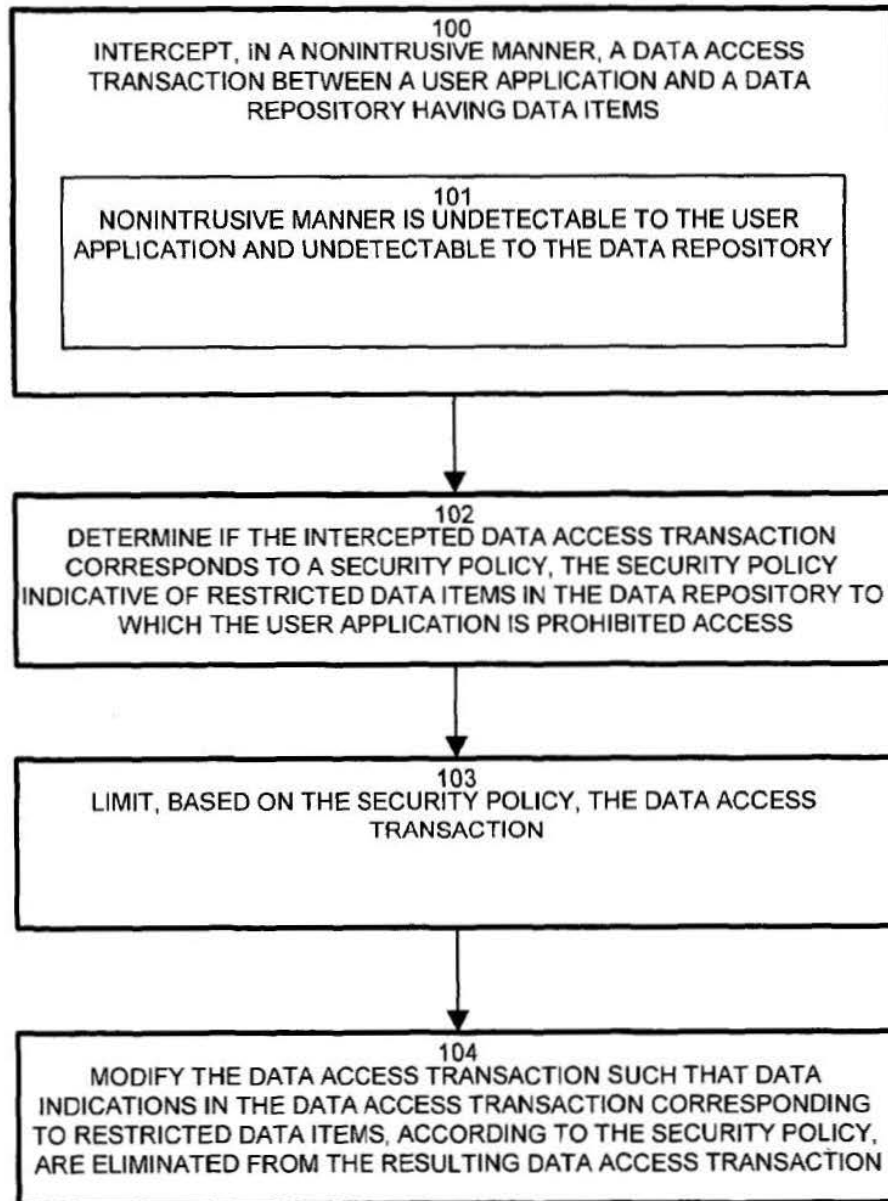 100
INTERCEPT, IN A NONINTRUSIVE MANNER, A DATA ACCESS
TRANSACTION BETWEEN A USER APPLICATION AND A DATA
REPOSITORY HAVING DATA ITEMS
101
NONINTRUSIVE MANNER IS UNDETECTABLE TO THE USER
APPLICATION AND UNDETECTABLE TO THE DATA REPOSITORY
102
DETERMINE IF THE INTERCEPTED DATA ACCESS TRANSACTION
CORRESPONDS TO A SECURITY POLICY, THE SECURITY POLICY
INDICATIVE OF RESTRICTED DATA ITEMS IN THE DATA REPOSITORY TO
WHICH THE USER APPLICATION IS PROHIBITED ACCESS
103
LIMIT, BASED ON THE SECURITY POLICY, THE DATA ACCESS
TRANSACTION
104
MODIFY THE DATA ACCESS TRANSACTION SUCH THAT DATA
INDICATIONS IN THE DATA ACCESS TRANSACTION CORRESPONDING
TO RESTRICTED DATA ITEMS, ACCORDING TO THE SECURITY POLICY,
ARE ELIMINATED FROM THE RESULTING DATA ACCESS TRANSACTION